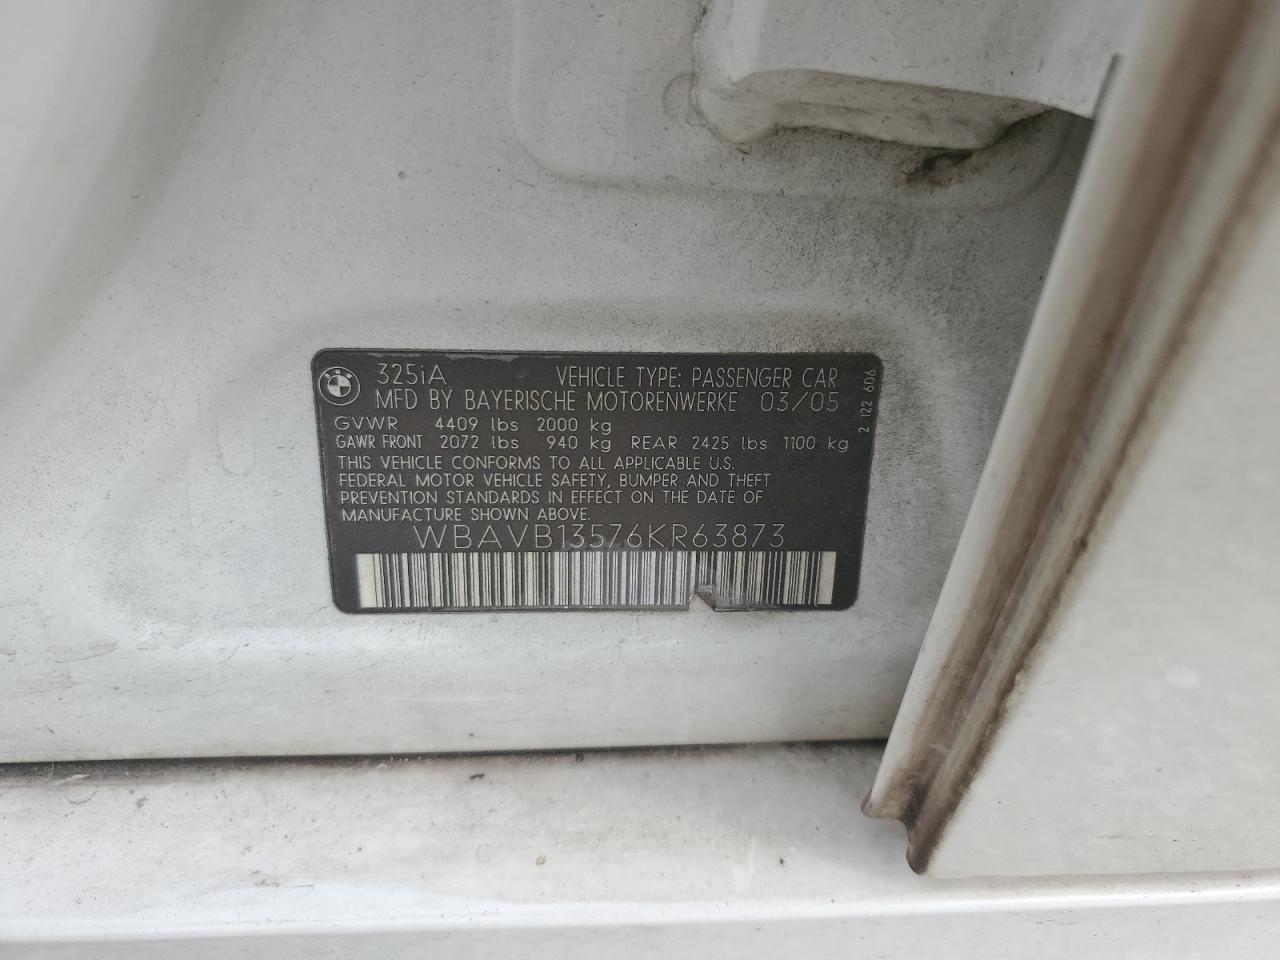 325iA VEHICLE TYPE: PASSENGER CAR
MFD BY BAYERISCHE MOTORENWERKE 03/05
GVWR 4409 lbs 2000 kg
GAWR FRONT 2072 lbs 940 kg REAR 2425 lbs 1100 kg
THIS VEHICLE CONFORMS TO ALL APPLICABLE U.S.
FEDERAL MOTOR VEHICLE SAFETY, BUMPER AND THEFT
PREVENTION STANDARDS IN EFFECT ON THE DATE OF
MANUFACTURE SHOWN ABOVE.
WBAVB13576KR63873
2 122 606